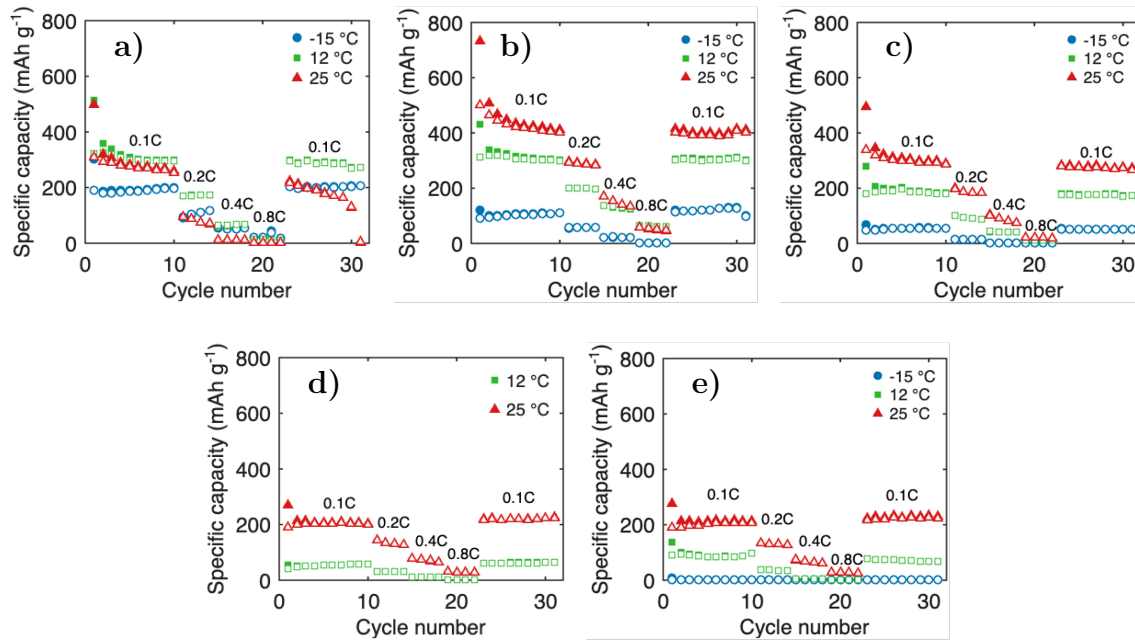 a)
Specific capacity (mAh g⁻¹)
800
600
400
200
0
-15 °C
12 °C
25 °C
0.1C
0.2C
0.4C
0.8C
0.1C
0 10 20 30
Cycle number
b)
Specific capacity (mAh g⁻¹)
800
600
400
200
0
-15 °C
12 °C
25 °C
0.1C
0.2C
0.4C
0.8C
0.1C
0 10 20 30
Cycle number
c)
Specific capacity (mAh g⁻¹)
800
600
400
200
0
-15 °C
12 °C
25 °C
0.1C
0.2C
0.4C
0.8C
0.1C
0 10 20 30
Cycle number
d)
Specific capacity (mAh g⁻¹)
800
600
400
200
0
12 °C
25 °C
0.1C
0.2C
0.4C
0.8C
0.1C
0 10 20 30
Cycle number
e)
Specific capacity (mAh g⁻¹)
800
600
400
200
0
-15 °C
12 °C
25 °C
0.1C
0.2C
0.4C
0.8C
0.1C
0 10 20 30
Cycle number